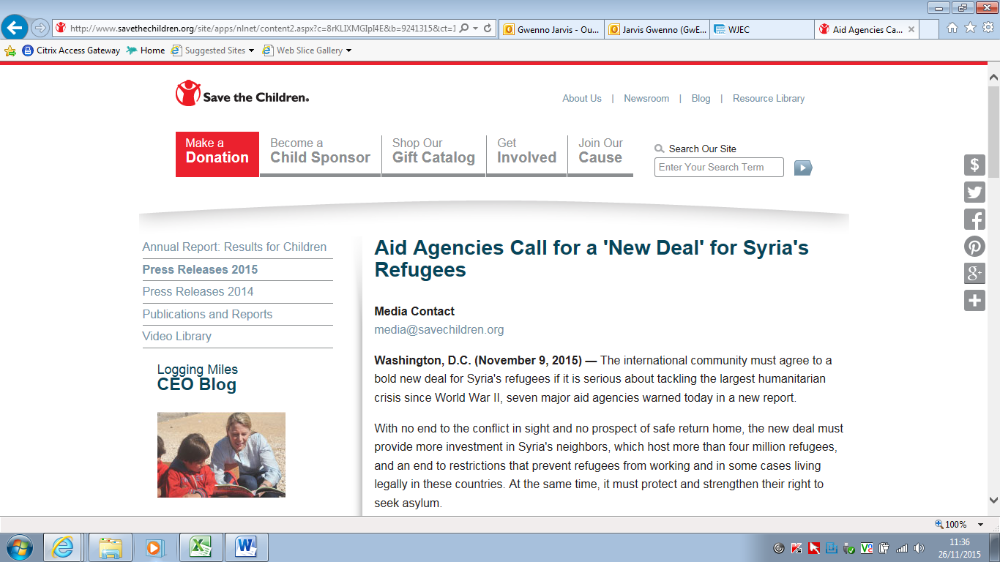 http://www.savethechildren.org/site/apps/nlnet/content2.aspx?c=8rKLIXMGIpI4E&b=9241315&ct=1
Gwenno Jarvis - Ou...
Jarvis Gwenno (GwE...
WJEC
Aid Agencies Ca...
Citrix Access Gateway
Home
Suggested Sites
Web Slice Gallery
Save the Children.
About Us | Newsroom | Blog | Resource Library
Make a
Donation
Become a
Child Sponsor
Shop Our
Gift Catalog
Get
Involved
Join Our
Cause
Search Our Site
Enter Your Search Term
Annual Report: Results for Children
Press Releases 2015
Press Releases 2014
Publications and Reports
Video Library
Logging Miles
CEO Blog
Aid Agencies Call for a 'New Deal' for Syria's
Refugees
Media Contact
media@savechildren.org
Washington, D.C. (November 9, 2015) — The international community must agree to a
bold new deal for Syria's refugees if it is serious about tackling the largest humanitarian
crisis since World War II, seven major aid agencies warned today in a new report.
With no end to the conflict in sight and no prospect of safe return home, the new deal must
provide more investment in Syria's neighbors, which host more than four million refugees,
and an end to restrictions that prevent refugees from working and in some cases living
legally in these countries. At the same time, it must protect and strengthen their right to
seek asylum.
100%
11:36
26/11/2015